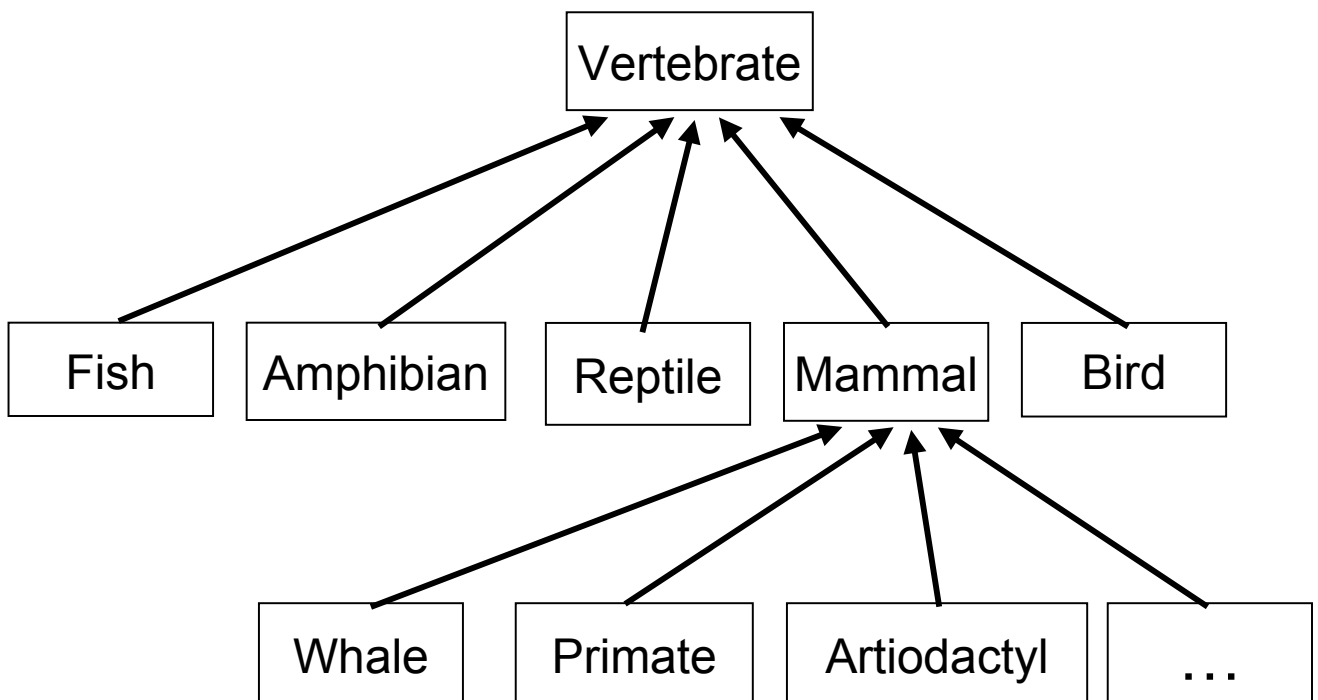 Vertebrate
Fish
Amphibian
Reptile
Mammal
Bird
Whale
Primate
Artiodactyl
...